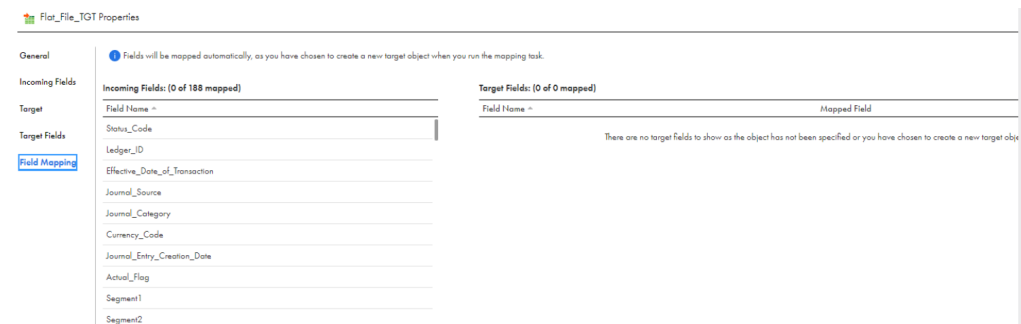 Flat_File_TGT Properties
General
Fields will be mapped automatically, as you have chosen to create a new target object when you run the mapping task.
Incoming Fields
Target
Target Fields
Field Mapping
Incoming Fields: (0 of 188 mapped)
Field Name
Status_Code
Ledger_ID
Effective_Date_of_Transaction
Journal_Source
Journal_Category
Currency_Code
Journal_Entry_Creation_Date
Actual_Flag
Segment1
Segment2
Target Fields: (0 of 0 mapped)
Field Name Mapped Field
There are no target fields to show as the object has not been specified or you have chosen to create a new target obje